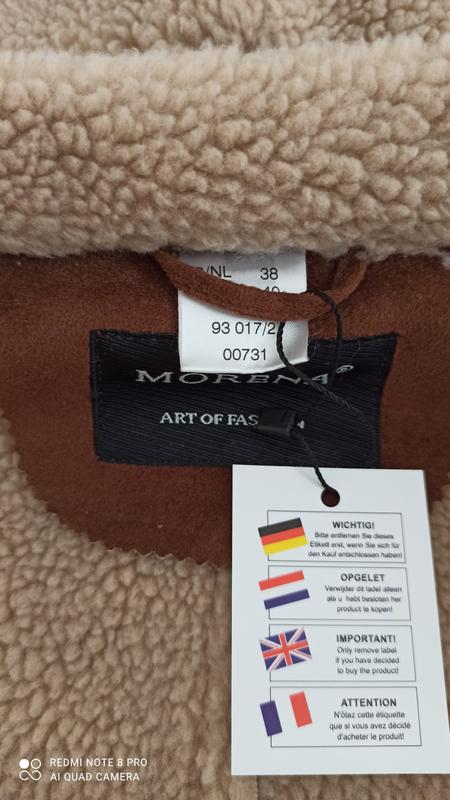 /NL 38
40
93 017/2
00731
MORENA®
ART OF
WICHTIG!
Bitte entfernen Sie dieses
Etikett erst, wenn Sie sich für
den Kauf entschlossen haben!
OPGELET
Verwijder dit ladel alleen
als u hebt besloten her
product te kopen!
IMPORTANT!
Only remove label
if you have decided
to buy the product!
ATTENTION
N'ôtez cette étiquette
que si vous avez décidé
d'acheter le produit!
REDMI NOTE 8 PRO
AI QUAD CAMERA